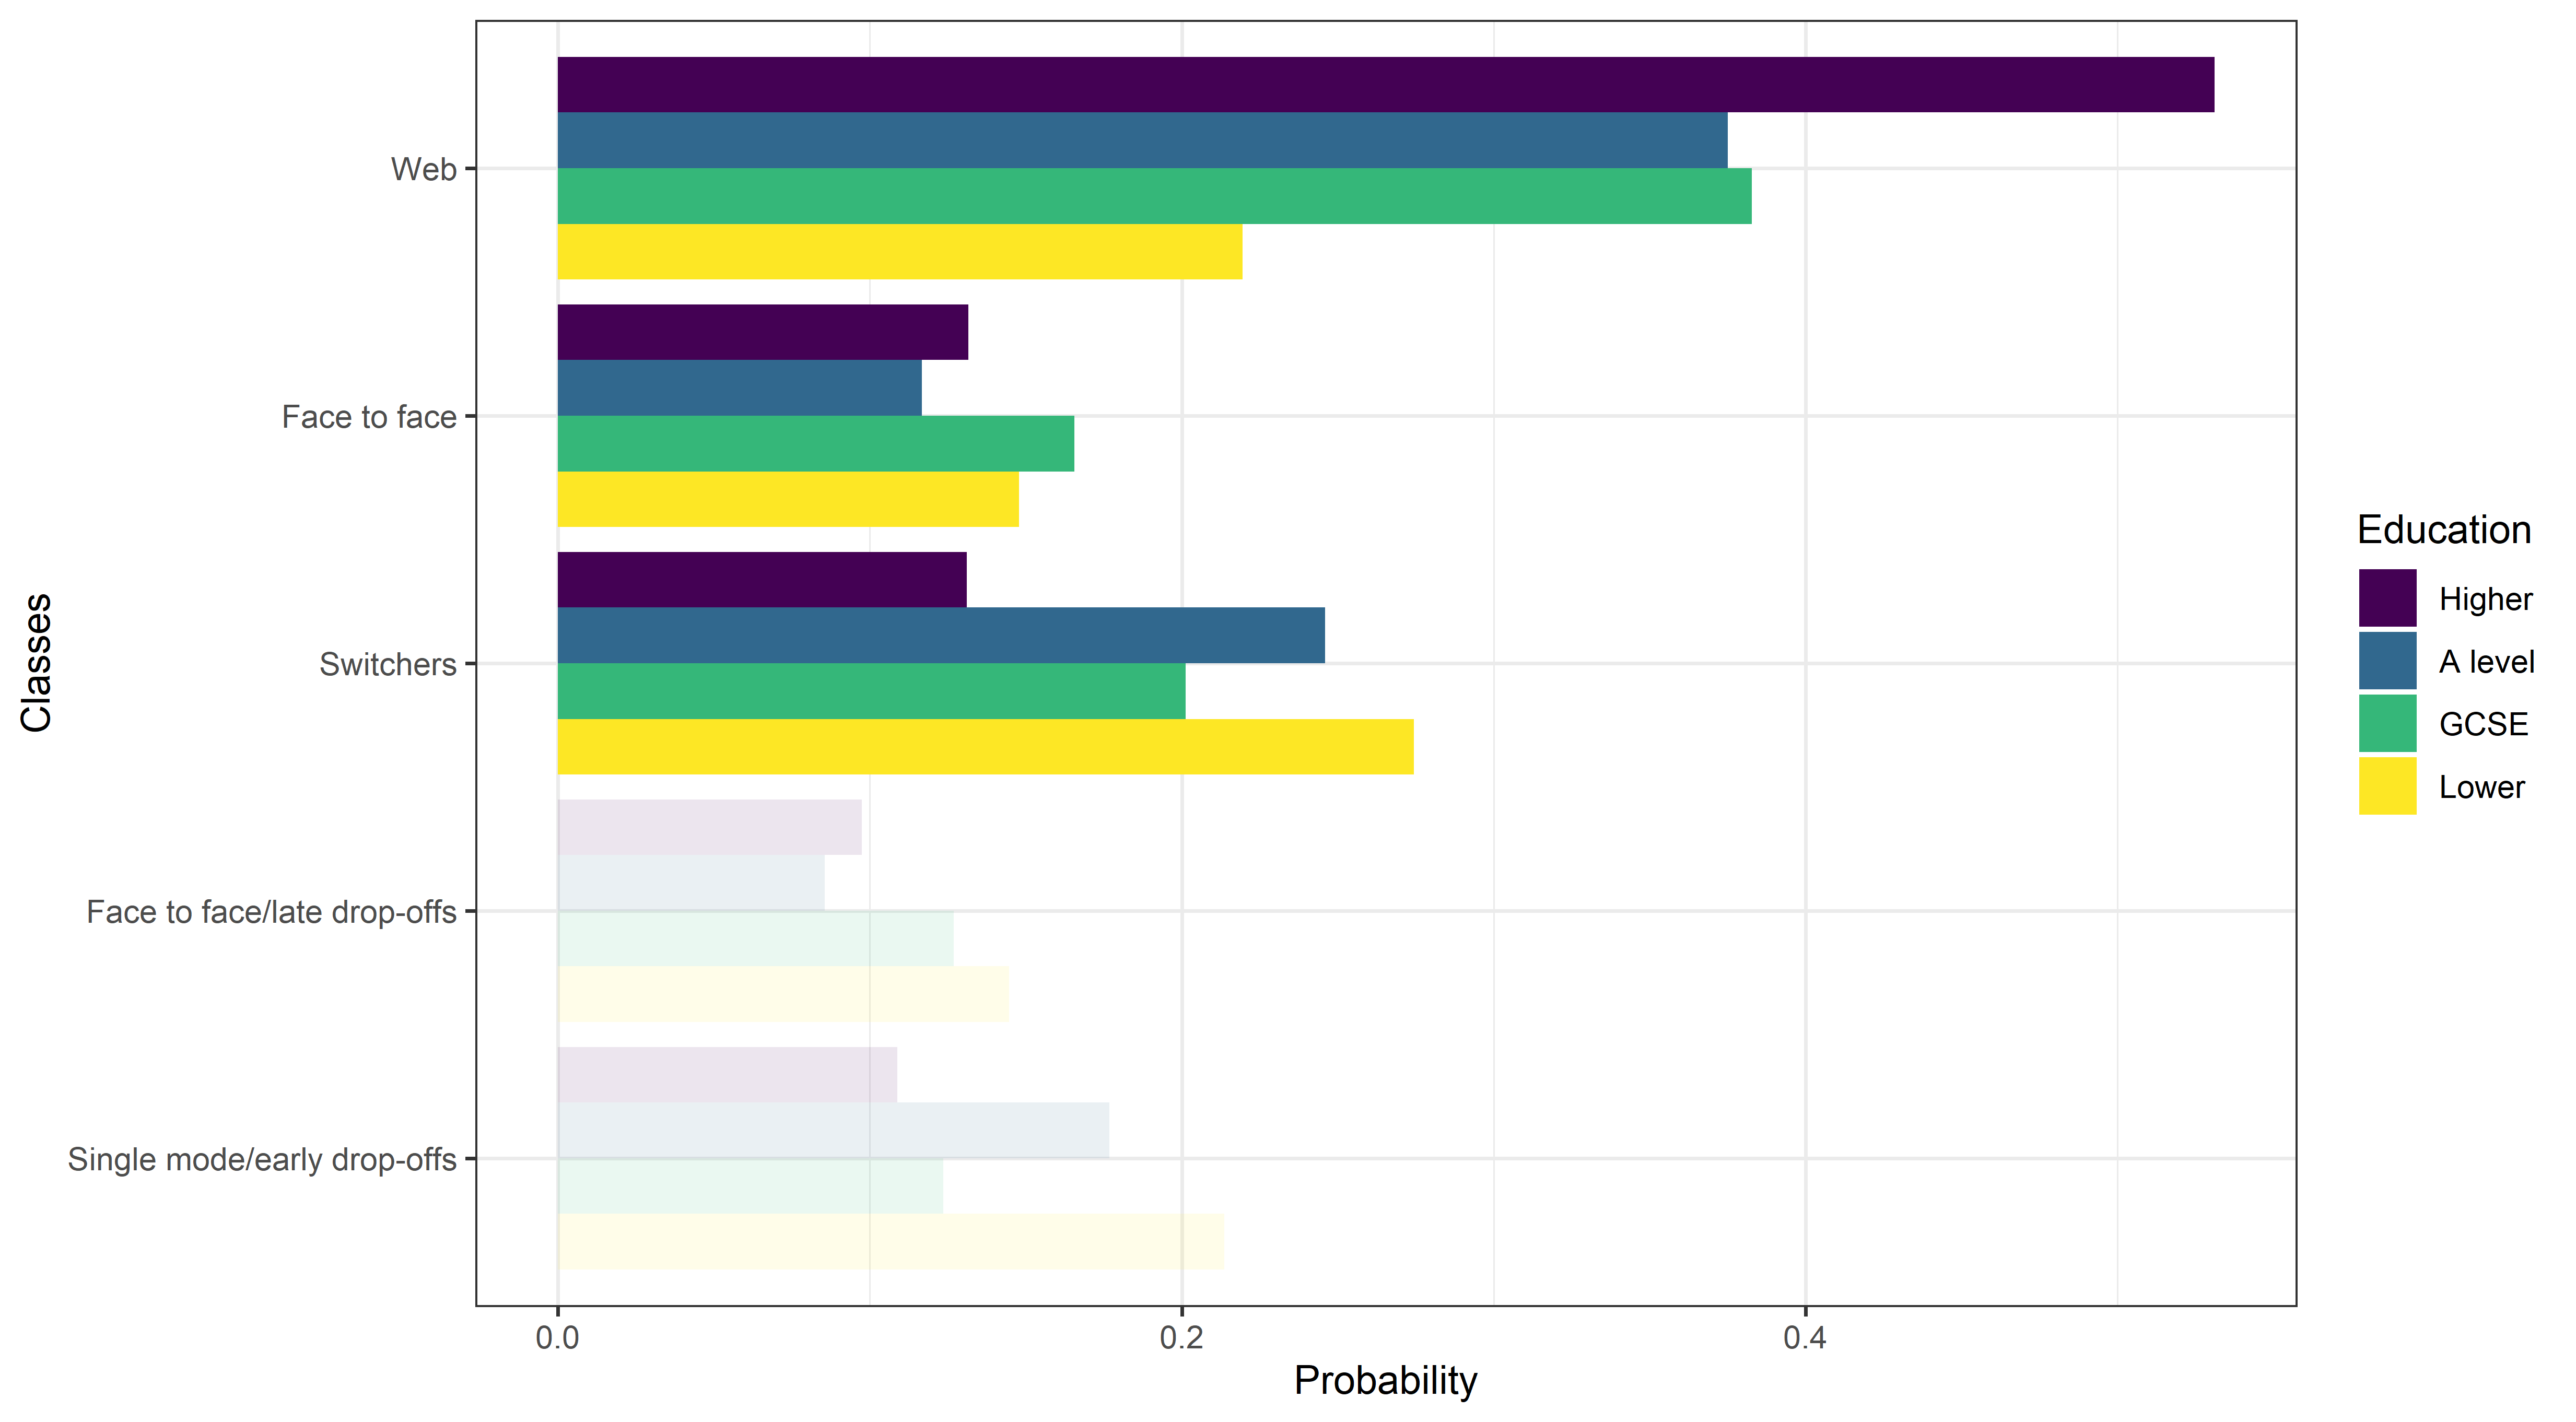 Web
Face to face
Switchers
Face to face/late drop-offs
Single mode/early drop-offs
Classes
0.0
0.2
0.4
Probability
Education
Higher
A level
GCSE
Lower